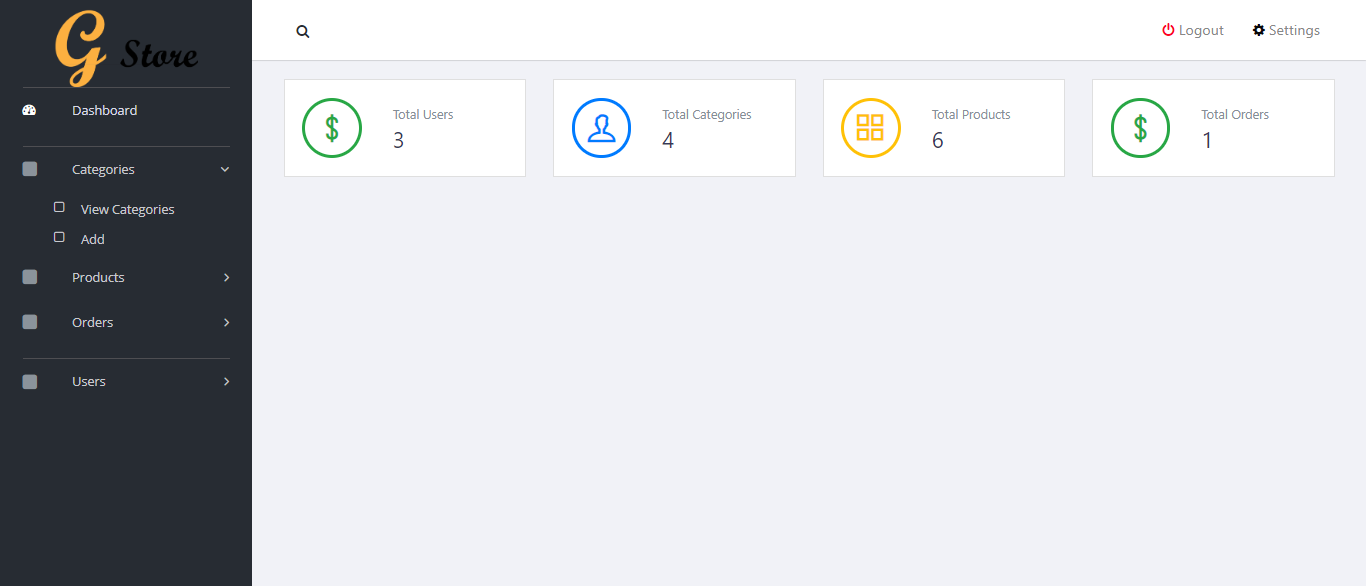 G Store
Logout
Settings
Dashboard
Categories
View Categories
Add
Products
Orders
Users
Total Users
3
Total Categories
4
Total Products
6
Total Orders
1